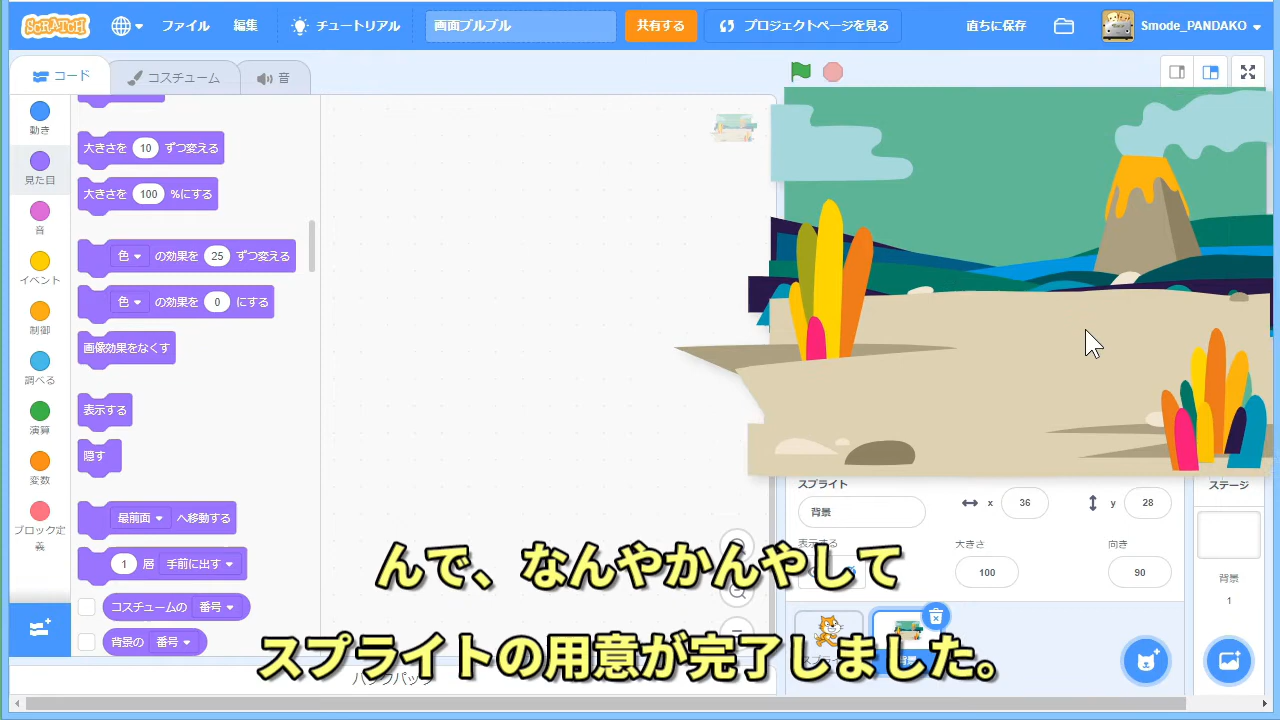 SCRATCH
ファイル
編集
チュートリアル
画面ブルブル
共有する
プロジェクトページを見る
直ちに保存
Smode_PANDAKO
コード
コスチューム
音
動き
見た目
音
イベント
制御
調べる
演算
変数
ブロック定義
大きさを 10 ずつ変える
大きさを 100 %にする
色 の効果を 25 ずつ変える
色 の効果を 0 にする
画像効果をなくす
表示する
隠す
最前面 へ移動する
1 層 手前に出す
コスチュームの 番号
背景の 番号
スプライト
背景
x 36
y 28
表示する
大きさ
100
向き
90
ステージ
背景
1
んで、なんやかんやして
スプライトの用意が完了しました。
バックパック